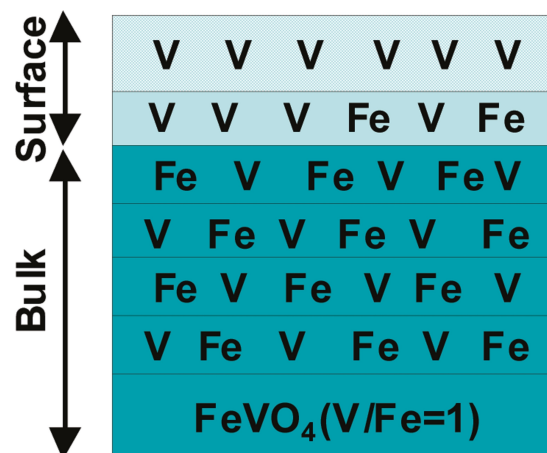 Surface
Bulk
V V V V V V
V V V Fe V Fe
Fe V Fe V Fe V
V Fe V Fe V Fe
Fe V Fe V Fe V
V Fe V Fe V Fe
FeVO₄(V/Fe=1)